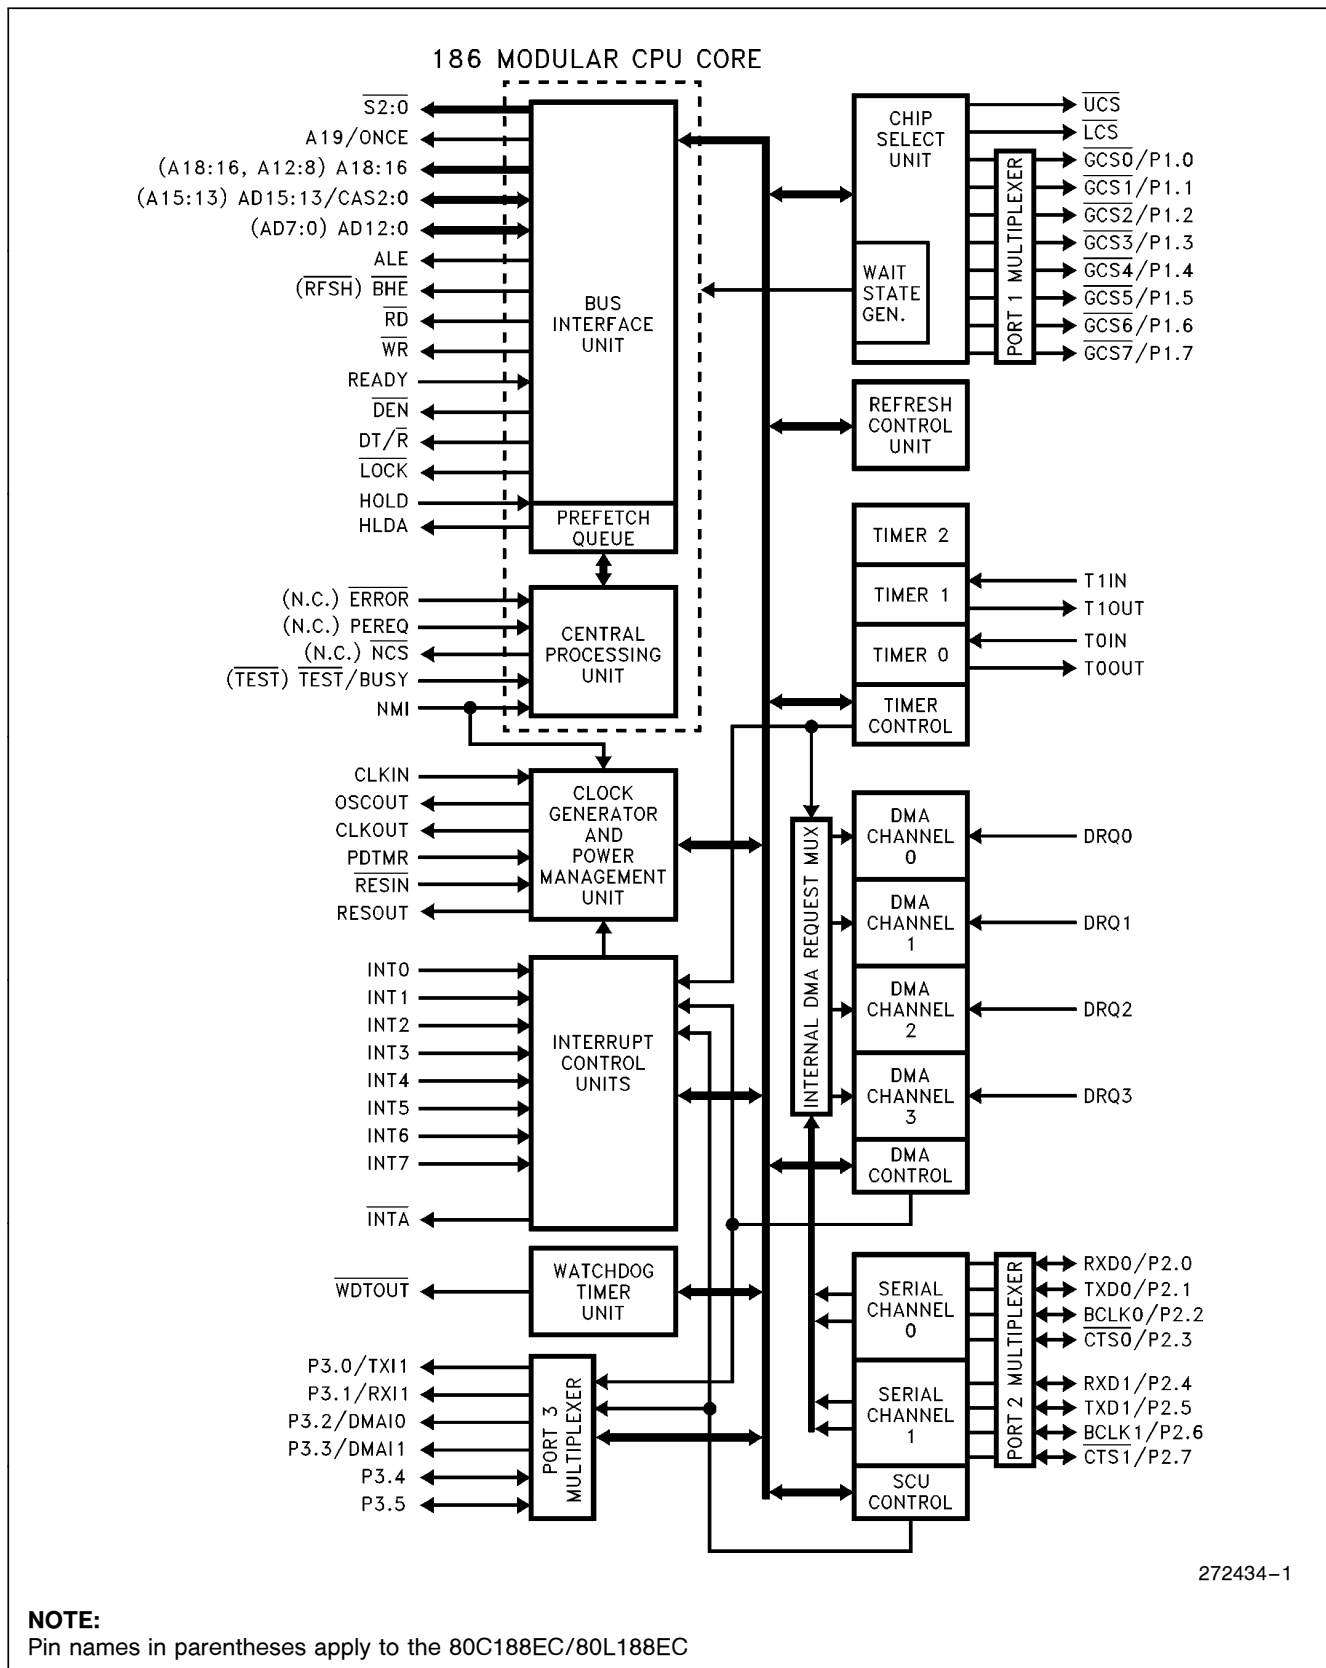 186 MODULAR CPU CORE
S2:0
A19/ONCE
(A18:16, A12:8) A18:16
(A15:13) AD15:13/CAS2:0
(AD7:0) AD12:0
ALE
(RFSH) BHE
RD
WR
READY
DEN
DT/R
LOCK
HOLD
HLDA
BUS
INTERFACE
UNIT
PREFETCH
QUEUE
(N.C.) ERROR
(N.C.) PEREQ
(N.C.) NCS
(TEST) TEST/BUSY
NMI
CENTRAL
PROCESSING
UNIT
CLKIN
OSCOUT
CLKOUT
PDTMR
RESIN
RESOUT
CLOCK
GENERATOR
AND
POWER
MANAGEMENT
UNIT
INT0
INT1
INT2
INT3
INT4
INT5
INT6
INT7
INTA
INTERRUPT
CONTROL
UNITS
WDTOUT
WATCHDOG
TIMER
UNIT
P3.0/TXI1
P3.1/RXI1
P3.2/DMAI0
P3.3/DMAI1
P3.4
P3.5
PORT 3
MULTIPLEXER
CHIP
SELECT
UNIT
WAIT
STATE
GEN.
PORT 1 MULTIPLEXER
UCS
LCS
GCS0/P1.0
GCS1/P1.1
GCS2/P1.2
GCS3/P1.3
GCS4/P1.4
GCS5/P1.5
GCS6/P1.6
GCS7/P1.7
REFRESH
CONTROL
UNIT
TIMER 2
TIMER 1
TIMER 0
TIMER
CONTROL
T1IN
T1OUT
T0IN
T0OUT
INTERNAL DMA REQUEST MUX
DMA
CHANNEL
0
DMA
CHANNEL
1
DMA
CHANNEL
2
DMA
CHANNEL
3
DMA
CONTROL
DRQ0
DRQ1
DRQ2
DRQ3
SERIAL
CHANNEL
0
SERIAL
CHANNEL
1
SCU
CONTROL
PORT 2 MULTIPLEXER
RXD0/P2.0
TXD0/P2.1
BCLK0/P2.2
CTS0/P2.3
RXD1/P2.4
TXD1/P2.5
BCLK1/P2.6
CTS1/P2.7
272434–1
NOTE:
Pin names in parentheses apply to the 80C188EC/80L188EC